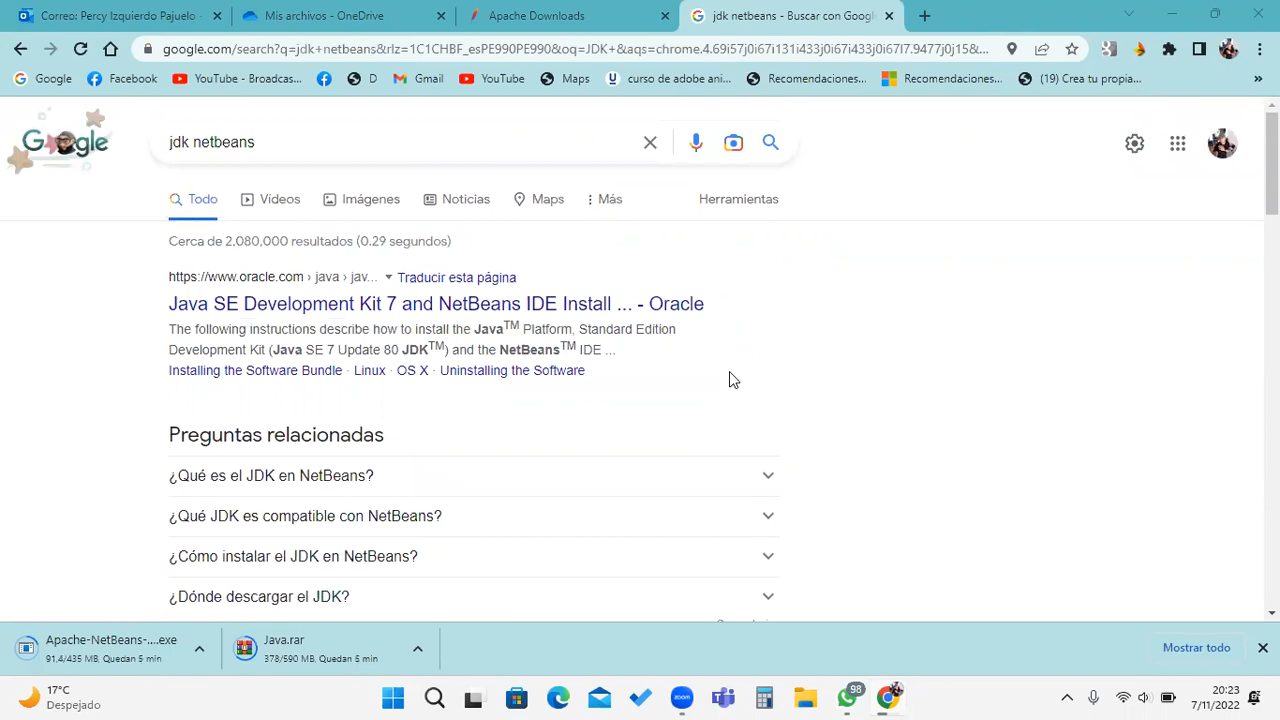 Correo: Percy Izquierdo Pajuelo -
Mis archivos - OneDrive
Apache Downloads
jdk netbeans - Buscar con Google
google.com/search?q=jdk+netbeans&rlz=1C1CHBF_esPE990PE990&oq=JDK+&aqs=chrome.4.69i57j0i67i131i433j0i67i433j0i67l7.9477j0j15&...
Google
Facebook
YouTube - Broadcas...
D
Gmail
YouTube
Maps
curso de adobe ani...
Recomendaciones...
Recomendaciones...
(19) Crea tu propia...
»
Google
jdk netbeans
Todo
Vídeos
Imágenes
Noticias
Maps
Más
Herramientas
Cerca de 2,080,000 resultados (0.29 segundos)
https://www.oracle.com › java › jav... Traducir esta página
Java SE Development Kit 7 and NetBeans IDE Install ... - Oracle
The following instructions describe how to install the Java™ Platform, Standard Edition
Development Kit (Java SE 7 Update 80 JDK™) and the NetBeans™ IDE ...
Installing the Software Bundle · Linux · OS X · Uninstalling the Software
Preguntas relacionadas
¿Qué es el JDK en NetBeans?
¿Qué JDK es compatible con NetBeans?
¿Cómo instalar el JDK en NetBeans?
¿Dónde descargar el JDK?
Apache-NetBeans-....exe
91.4/435 MB, Quedan 5 min
Java.rar
378/590 MB, Quedan 5 min
Mostrar todo
17°C
Despejado
zoom
98
20:23
7/11/2022